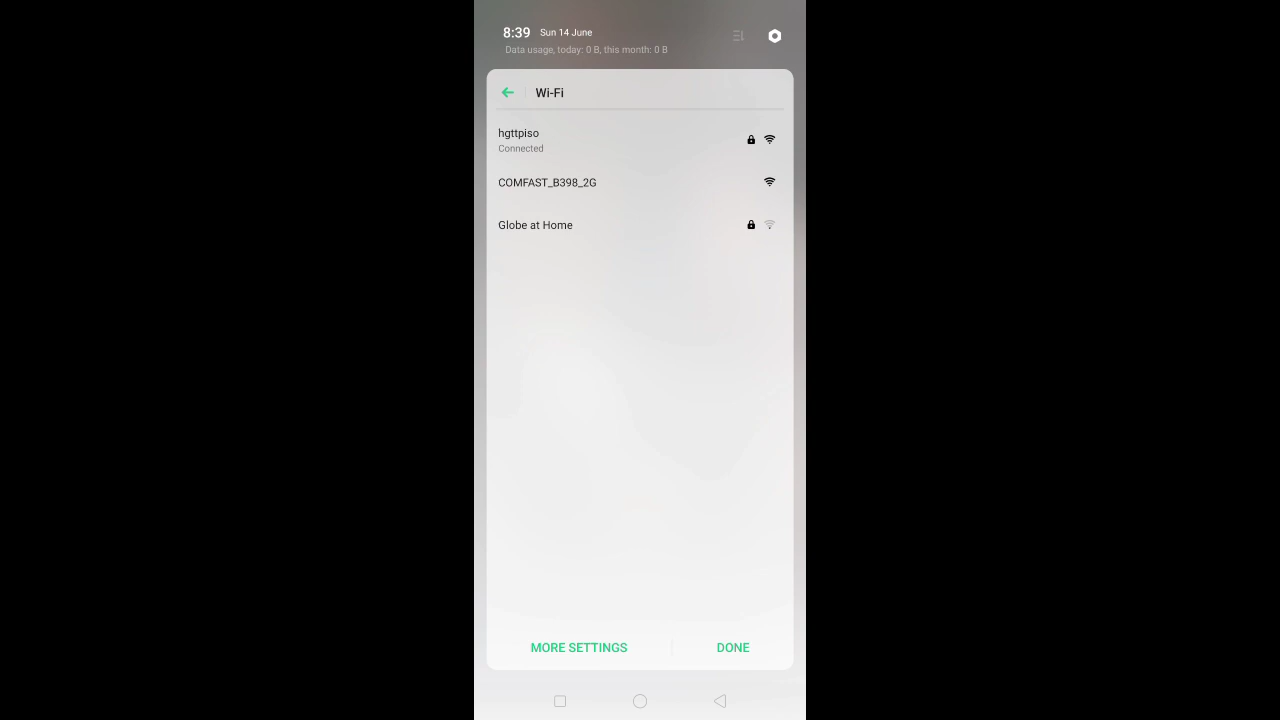 8:39 Sun 14 June
Data usage, today: 0 B, this month: 0 B
Wi-Fi
hgttpiso
Connected
COMFAST_B398_2G
Globe at Home
MORE SETTINGS DONE